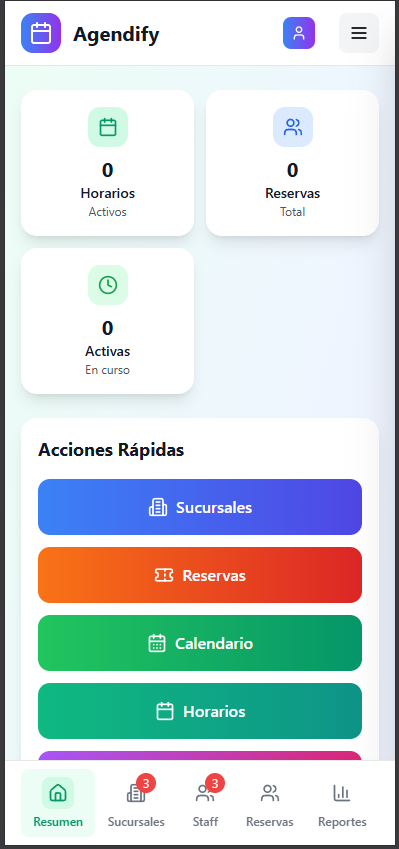 Agendify
0
Horarios
Activos
0
Reservas
Total
0
Activas
En curso
Acciones Rápidas
Sucursales
Reservas
Calendario
Horarios
3
3
Resumen
Sucursales
Staff
Reservas
Reportes